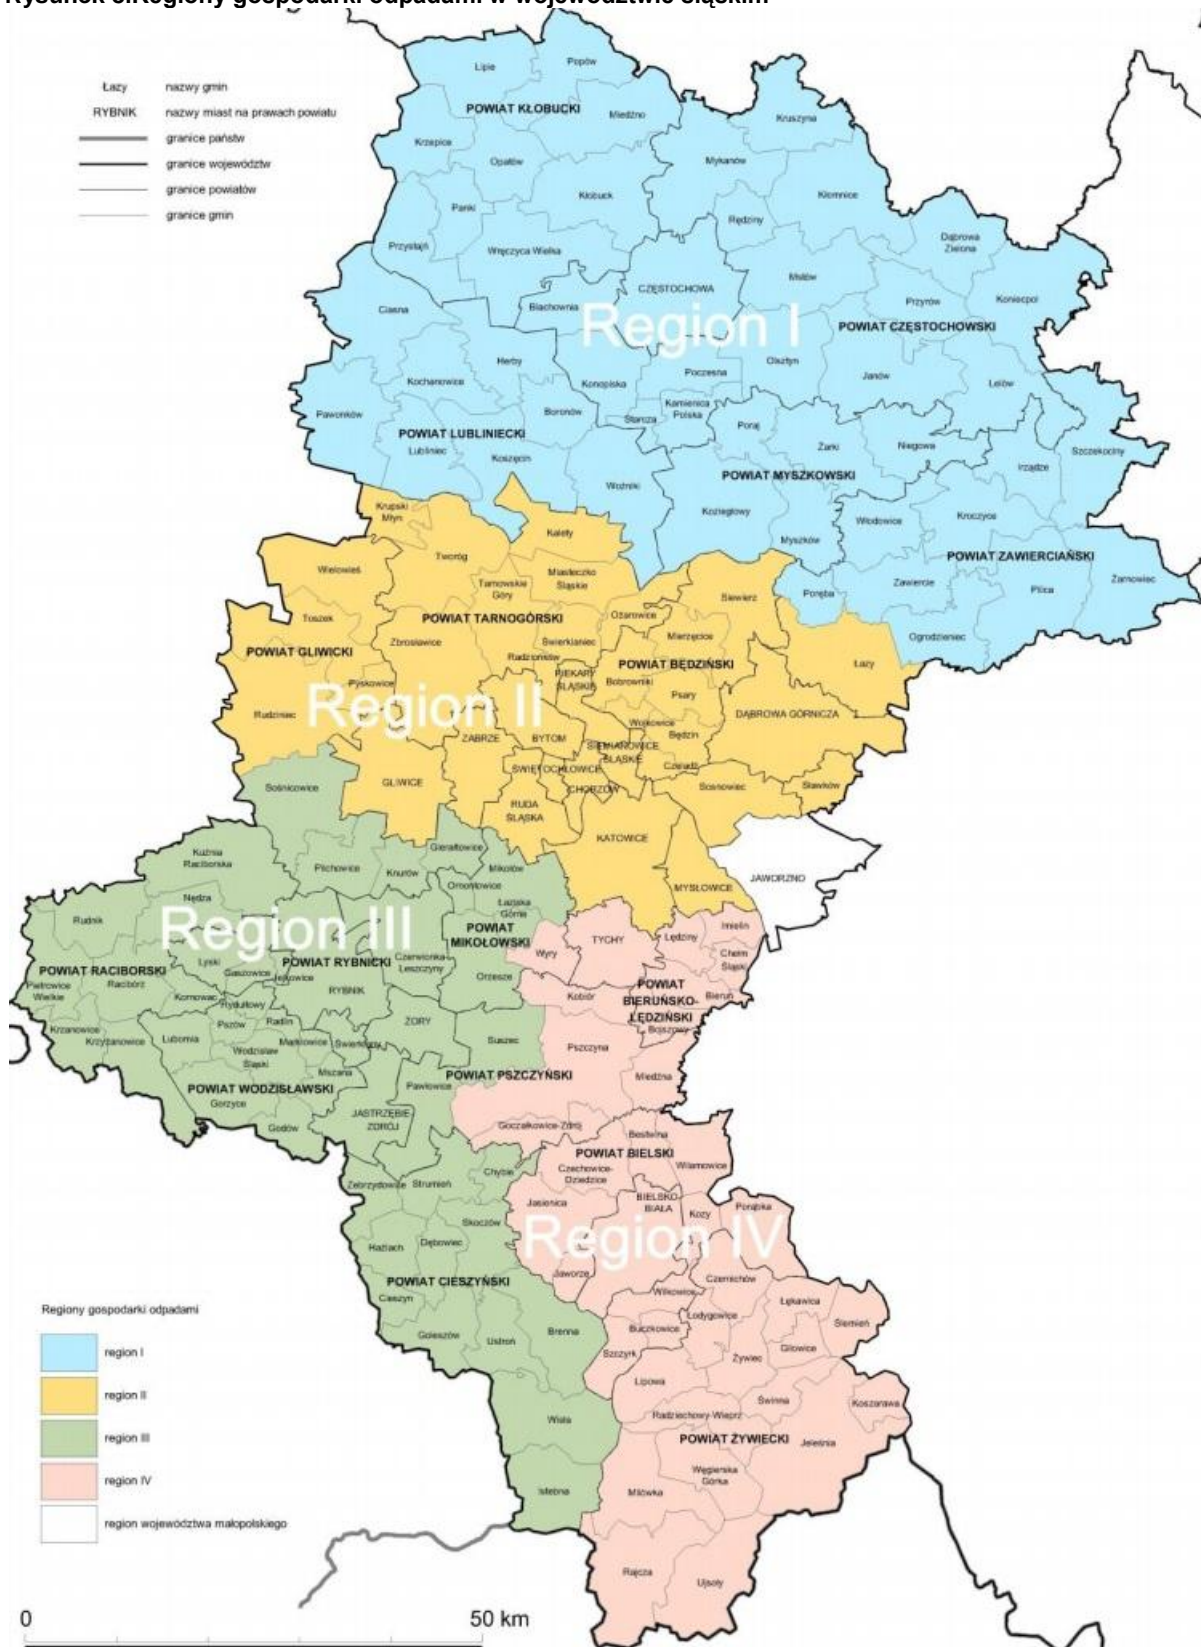 Regiony gospodarki odpadami w województwie śląskim
Łazy nazwy gmin
RYBNIK nazwy miast na prawach powiatu
granice państw
granice województw
granice powiatów
granice gmin
Lipie
Popów
POWIAT KŁOBUCKI
Miedźno
Kruszyna
Krzepice
Opatów
Mykanów
Kłobuck
Kłomnice
Panki
Rędziny
Przystajń
Wręczyca Wielka
Dąbrowa
Zielona
Mstów
CZĘSTOCHOWA
Przyrów
Koniecpol
Ciasna
Blachownia
Region I
POWIAT CZĘSTOCHOWSKI
Herby
Olsztyn
Poczesna
Janów
Lelów
Kochanowice
Konopiska
Kamienica
Polska
Pawonków
Boronów
Starcza
Poraj
POWIAT LUBLINIECKI
Lubliniec
Żarki
Niegowa
Szczekociny
Koszęcin
Irządze
POWIAT MYSZKOWSKI
Woźniki
Koziegłowy
Włodowice
Kroczyce
Krupski
Młyn
Kalety
Myszków
POWIAT ZAWIERCIAŃSKI
Tworóg
Wielowieś
Miasteczko
Śląskie
Tarnowskie
Góry
Zawiercie
Pilica
Żarnowiec
Poręba
Siewierz
Toszek
POWIAT TARNOGÓRSKI
Ożarowice
Mierzęcice
Ogrodzieniec
Zbrosławice
Świerklaniec
POWIAT GLIWICKI
Radzionków
POWIAT BĘDZIŃSKI
Łazy
PIEKARY
ŚLĄSKIE
Bobrowniki
Pyskowice
Psary
Region II
Rudziniec
DĄBROWA GÓRNICZA
Wojkowice
Będzin
ZABRZE
BYTOM
SIEMIANOWICE
ŚLĄSKIE
Czeladź
ŚWIĘTOCHŁOWICE
GLIWICE
CHORZÓW
Sosnowiec
Sławków
Sośnicowice
RUDA
ŚLĄSKA
KATOWICE
Gierałtowice
Kuźnia
Raciborska
Pilchowice
Knurów
Mikołów
JAWORZNO
Ornontowice
MYSŁOWICE
Nędza
Łaziska
Górne
Rudnik
Region III
POWIAT
MIKOŁOWSKI
Imielin
TYCHY
Lędziny
Wyry
Chełm
Śląski
Lyski
POWIAT RYBNICKI
Czerwionka-
Leszczyny
POWIAT RACIBORSKI
Gaszowice
Jejkowice
Orzesze
Pietrowice
Wielkie
Racibórz
RYBNIK
POWIAT
BIERUŃSKO-
LĘDZIŃSKI
Kobiór
Bieruń
Kornowac
Rydułtowy
Pszów
Radlin
ŻORY
Bojszowy
Krzanowice
Krzyżanowice
Lubomia
Marklowice
Świerklany
Suszec
Pszczyna
Wodzisław
Śląski
Mszana
POWIAT PSZCZYŃSKI
Miedźna
POWIAT WODZISŁAWSKI
Pawłowice
Gorzyce
JASTRZĘBIE-
ZDRÓJ
Godów
Goczałkowice-Zdrój
Bestwina
POWIAT BIELSKI
Wilamowice
Czechowice-
Dziedzice
Chybie
Zebrzydowice
Strumień
Jasienica
BIELSKO-
BIAŁA
Kozy
Porąbka
Skoczów
Region IV
Hażlach
Dębowiec
Jaworze
POWIAT CIESZYŃSKI
Czernichów
Wilkowice
Cieszyn
Łękawica
Łodygowice
Ślemień
Goleszów
Ustroń
Brenna
Buczkowice
Gilowice
Szczyrk
Żywiec
Lipowa
Świnna
Koszarawa
Wisła
Radziechowy-Wieprz
POWIAT ŻYWIECKI
Jeleśnia
Węgierska
Górka
Istebna
Milówka
Rajcza
Ujsoły
Regiony gospodarki odpadami
region I
region II
region III
region IV
region województwa małopolskiego
0 50 km